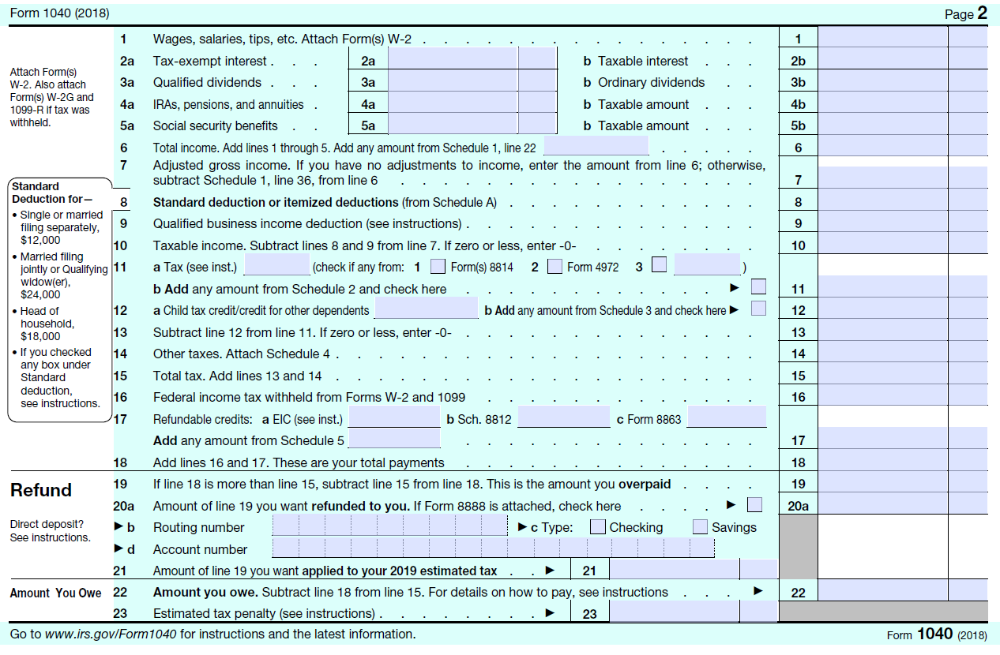 Form 1040 (2018) Page 2
Attach Form(s)
W-2. Also attach
Form(s) W-2G and
1099-R if tax was
withheld.
1 Wages, salaries, tips, etc. Attach Form(s) W-2 . . . . . . . . . . . . . . . . 1
2a Tax-exempt interest . . . 2a b Taxable interest . . . 2b
3a Qualified dividends . . . 3a b Ordinary dividends . . 3b
4a IRAs, pensions, and annuities . 4a b Taxable amount . . . 4b
5a Social security benefits . . 5a b Taxable amount . . . 5b
6 Total income. Add lines 1 through 5. Add any amount from Schedule 1, line 22 . . . . . 6
7 Adjusted gross income. If you have no adjustments to income, enter the amount from line 6; otherwise,
subtract Schedule 1, line 36, from line 6 . . . . . . . . . . . . . . . . . 7
Standard
Deduction for—
• Single or married
filing separately,
$12,000
• Married filing
jointly or Qualifying
widow(er),
$24,000
• Head of
household,
$18,000
• If you checked
any box under
Standard
deduction,
see instructions.
8 Standard deduction or itemized deductions (from Schedule A) . . . . . . . . . . . . 8
9 Qualified business income deduction (see instructions) . . . . . . . . . . . . . . 9
10 Taxable income. Subtract lines 8 and 9 from line 7. If zero or less, enter -0- . . . . . . . . 10
11 a Tax (see inst.) (check if any from: 1 Form(s) 8814 2 Form 4972 3 )
b Add any amount from Schedule 2 and check here . . . . . . . . . . . . ▶ 11
12 a Child tax credit/credit for other dependents b Add any amount from Schedule 3 and check here ▶ 12
13 Subtract line 12 from line 11. If zero or less, enter -0- . . . . . . . . . . . . . . 13
14 Other taxes. Attach Schedule 4 . . . . . . . . . . . . . . . . . . . . 14
15 Total tax. Add lines 13 and 14 . . . . . . . . . . . . . . . . . . . . 15
16 Federal income tax withheld from Forms W-2 and 1099 . . . . . . . . . . . . . 16
17 Refundable credits: a EIC (see inst.) b Sch. 8812 c Form 8863
Add any amount from Schedule 5 . . . . . . . . . . . . . . 17
18 Add lines 16 and 17. These are your total payments . . . . . . . . . . . . . . 18
Refund
19 If line 18 is more than line 15, subtract line 15 from line 18. This is the amount you overpaid . . . . 19
20a Amount of line 19 you want refunded to you. If Form 8888 is attached, check here . . . . ▶ 20a
Direct deposit?
See instructions.
▶ b Routing number ▶ c Type: Checking Savings
▶ d Account number
21 Amount of line 19 you want applied to your 2019 estimated tax . . ▶ 21
Amount You Owe 22 Amount you owe. Subtract line 18 from line 15. For details on how to pay, see instructions . . . ▶ 22
23 Estimated tax penalty (see instructions) . . . . . . . . ▶ 23
Go to www.irs.gov/Form1040 for instructions and the latest information. Form 1040 (2018)